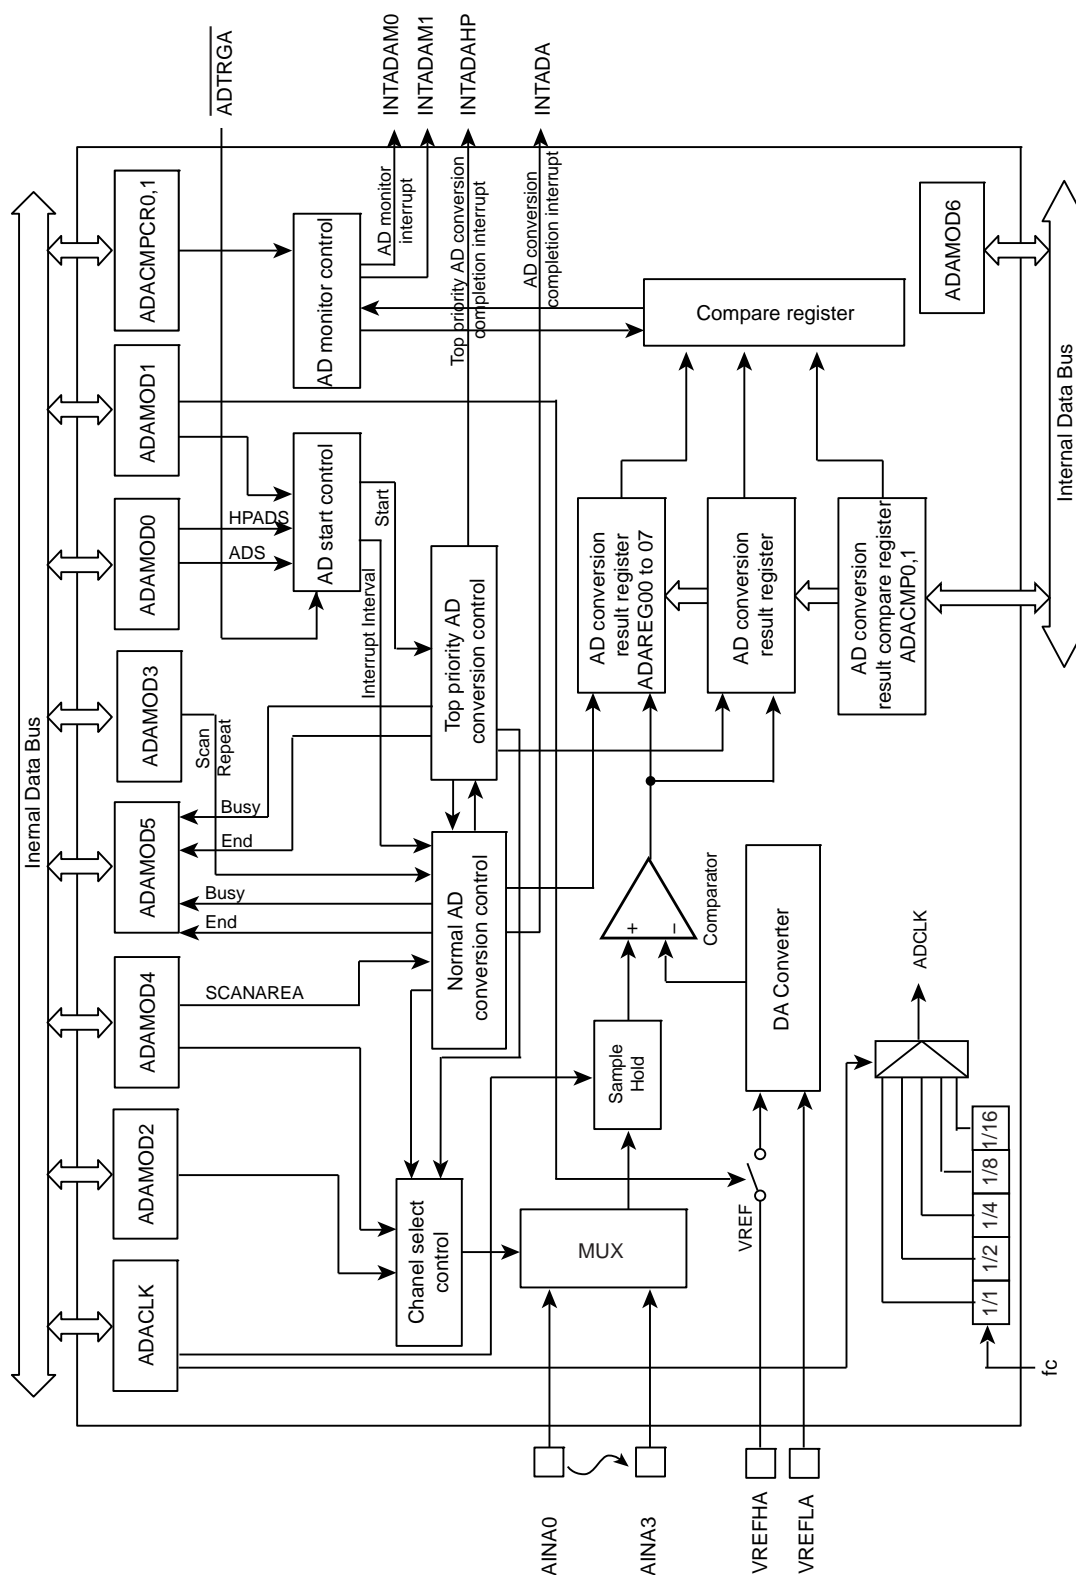 Inernal Data Bus
ADACLK
ADAMOD2
ADAMOD4
ADAMOD5
ADAMOD3
ADAMOD0
ADAMOD1
ADACMPCR0,1
ADTRGA
SCANAREA
End
Busy
End
Busy
Scan
Repeat
ADS
HPADS
AD start control
Start
Interrupt Interval
AD monitor control
AD monitor
interrupt
INTADAM0
INTADAM1
Top priority AD conversion
completion interrupt
INTADAHP
AD conversion
completion interrupt
INTADA
Chanel select
control
Normal AD
conversion control
Top priority AD
conversion control
MUX
Sample
Hold
+
−
Comparator
AD conversion
result register
ADAREG00 to 07
AD conversion
result register
AD conversion
result compare register
ADACMP0,1
Compare register
ADAMOD6
AINA0
AINA3
VREFHA
VREFLA
VREF
DA Converter
ADCLK
fc
1/1
1/2
1/4
1/8
1/16
Internal Data Bus